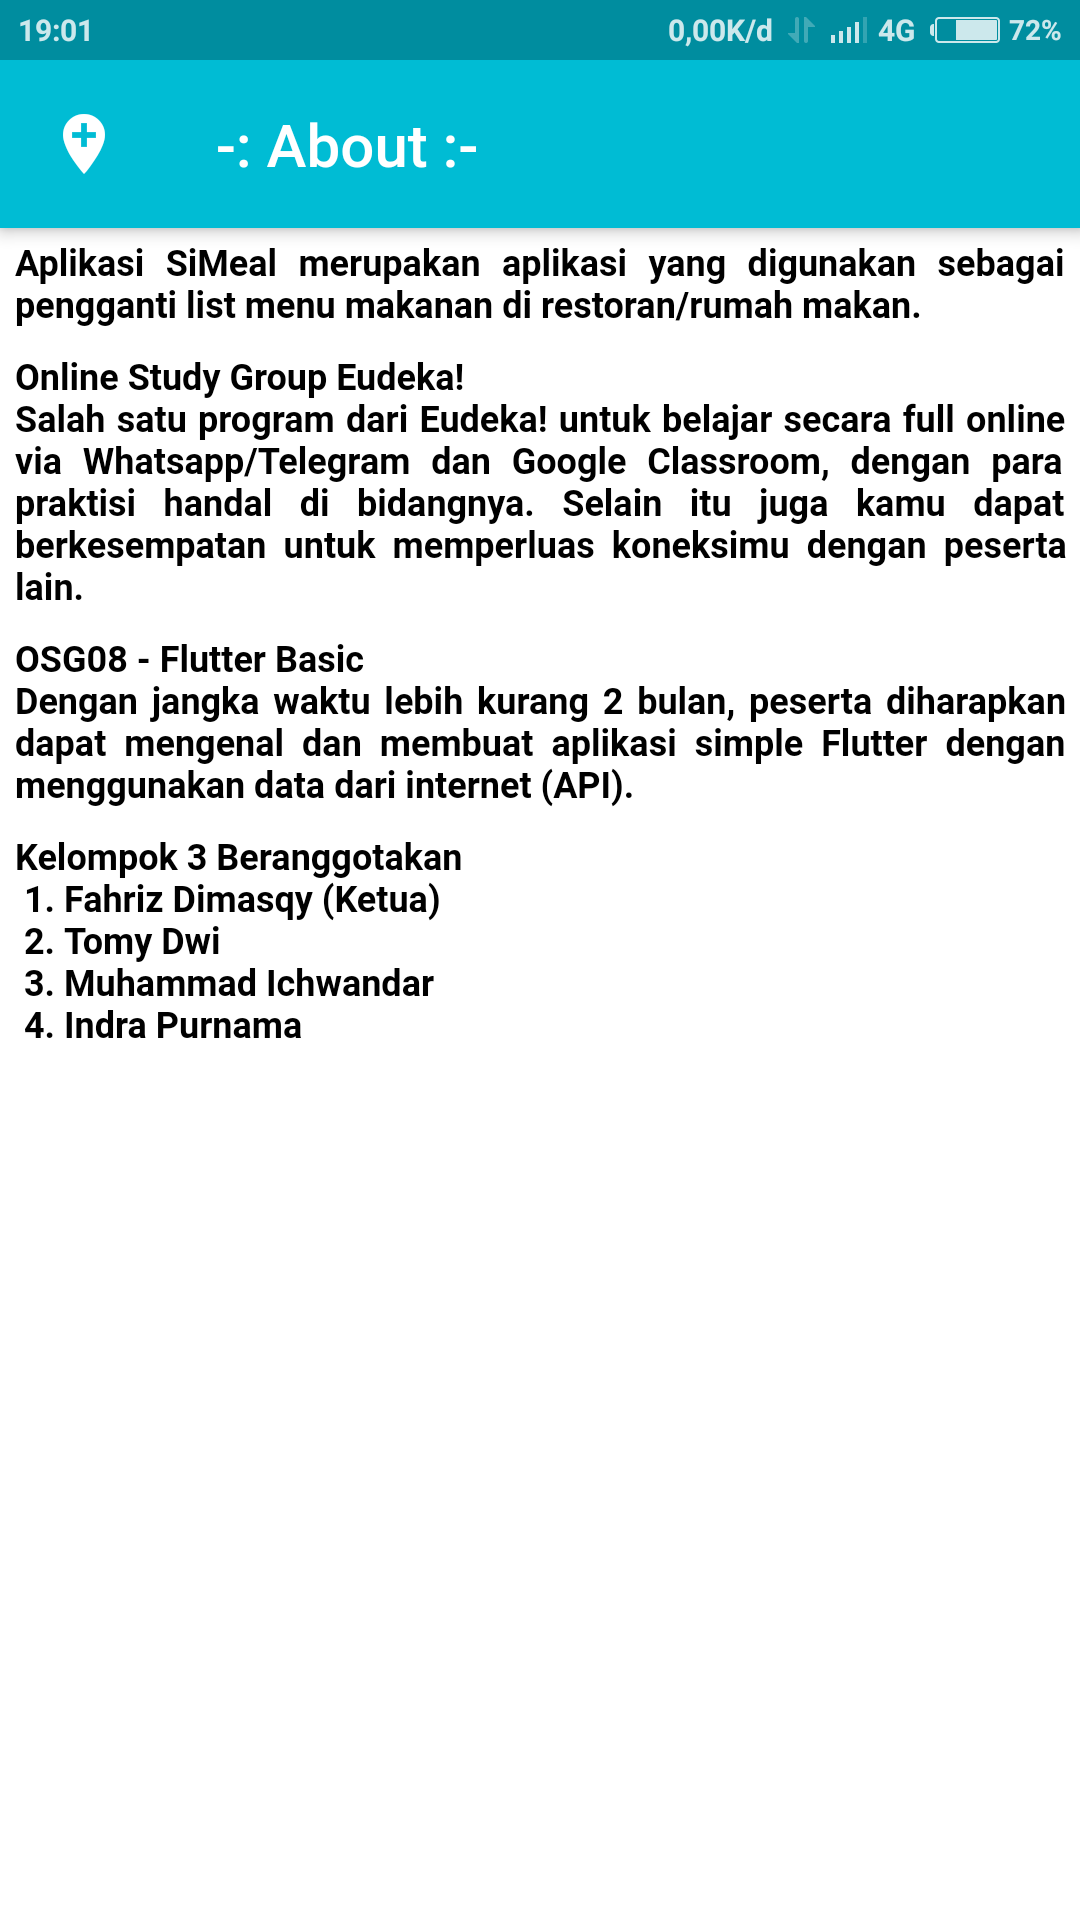 19:01 0,00K/d 4G 72%
-: About :-
Aplikasi SiMeal merupakan aplikasi yang digunakan sebagai
pengganti list menu makanan di restoran/rumah makan.
Online Study Group Eudeka!
Salah satu program dari Eudeka! untuk belajar secara full online
via Whatsapp/Telegram dan Google Classroom, dengan para
praktisi handal di bidangnya. Selain itu juga kamu dapat
berkesempatan untuk memperluas koneksimu dengan peserta
lain.
OSG08 - Flutter Basic
Dengan jangka waktu lebih kurang 2 bulan, peserta diharapkan
dapat mengenal dan membuat aplikasi simple Flutter dengan
menggunakan data dari internet (API).
Kelompok 3 Beranggotakan
1. Fahriz Dimasqy (Ketua)
2. Tomy Dwi
3. Muhammad Ichwandar
4. Indra Purnama